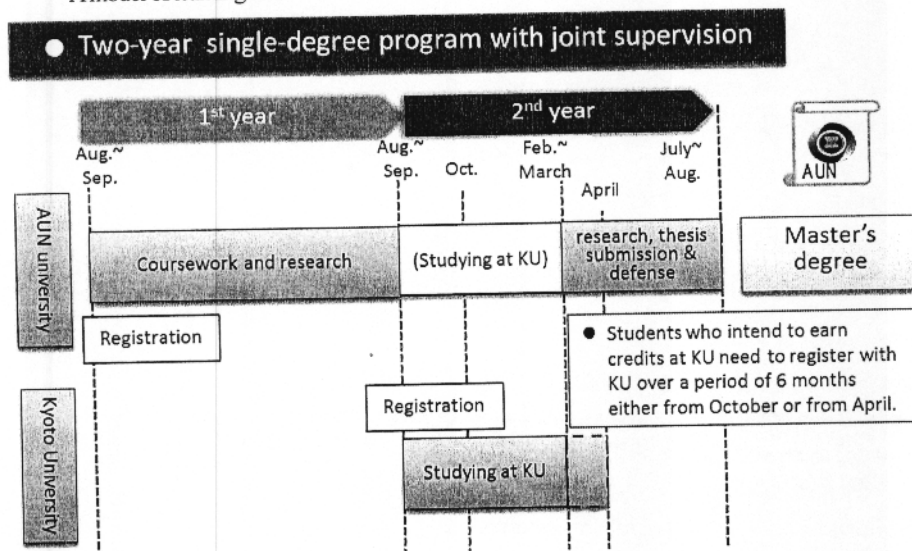 ● Two-year single-degree program with joint supervision
1st year
2nd year
Aug.~
Sep.
Aug.~
Sep.
Oct.
Feb.~
March
April
July~
Aug.
AUN
AUN university
Coursework and research
(Studying at KU)
research, thesis
submission &
defense
Master's
degree
Registration
● Students who intend to earn
credits at KU need to register with
KU over a period of 6 months
either from October or from April.
Kyoto University
Registration
Studying at KU